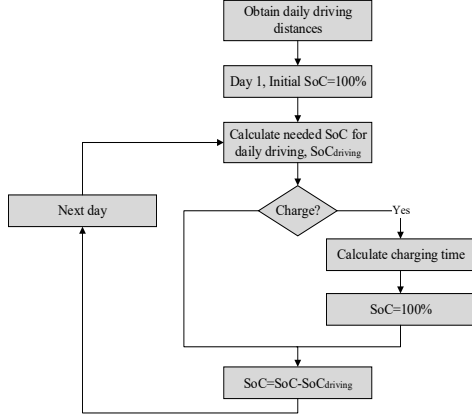 Obtain daily driving
distances
Day 1, Initial SoC=100%
Calculate needed SoC for
daily driving, SoCdriving
Next day
Charge?
Yes
Calculate charging time
SoC=100%
SoC=SoC-SoCdriving